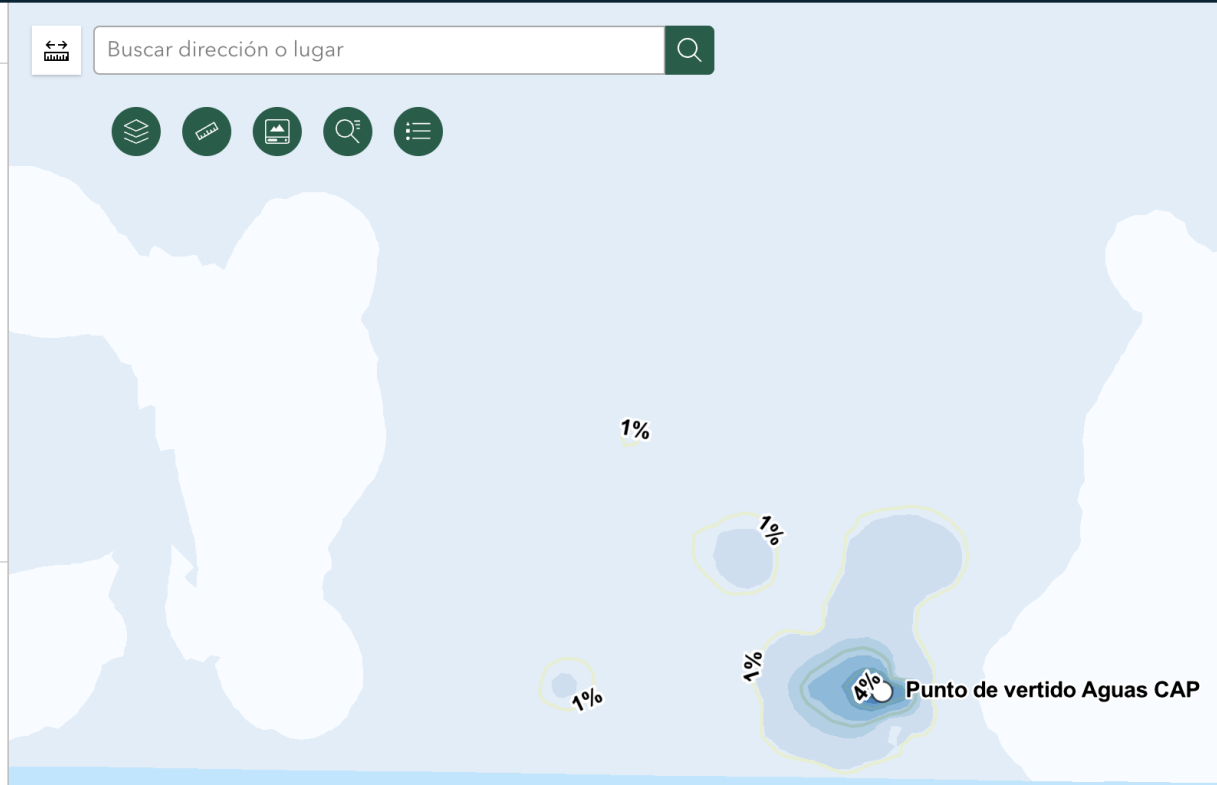 Buscar dirección o lugar
1%
1%
1%
1%
4%
Punto de vertido Aguas CAP